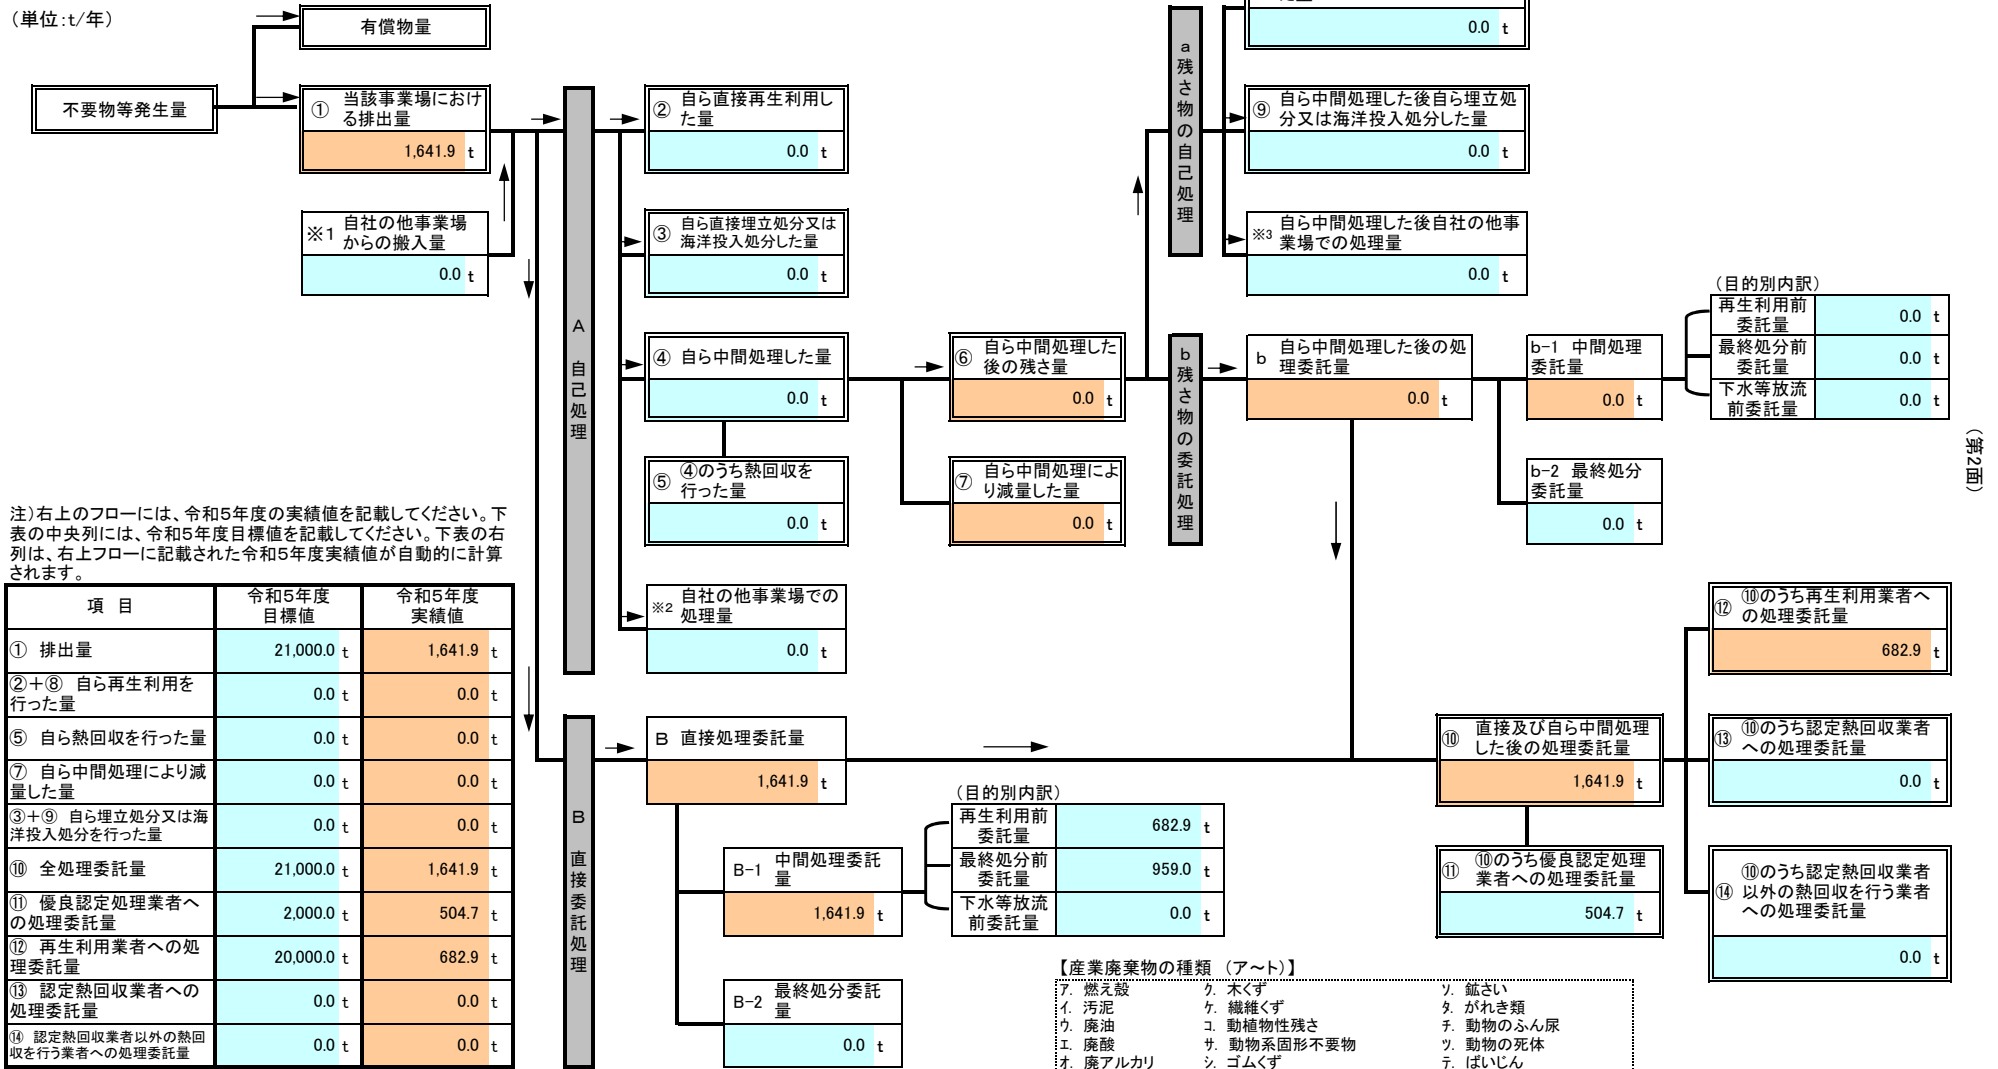 (単位:t/年)
有償物量
不要物等発生量
① 当該事業場におけ
る排出量
1,641.9 t
※1 自社の他事業場
からの搬入量
0.0 t
A 自己処理
② 自ら直接再生利用し
た量
0.0 t
③ 自ら直接埋立処分又は
海洋投入処分した量
0.0 t
④ 自ら中間処理した量
0.0 t
⑤ ④のうち熱回収を
行った量
0.0 t
※2 自社の他事業場での
処理量
0.0 t
⑥ 自ら中間処理した
後の残さ量
0.0 t
⑦ 自ら中間処理によ
り減量した量
0.0 t
a残さ物の自己処理
0.0 t
⑨ 自ら中間処理した後自ら埋立処
分又は海洋投入処分した量
0.0 t
※3 自ら中間処理した後自社の他事
業場での処理量
0.0 t
b残さ物の委託処理
b 自ら中間処理した後の処
理委託量
0.0 t
b-1 中間処理
委託量
0.0 t
(目的別内訳)
再生利用前
委託量
0.0 t
最終処分前
委託量
0.0 t
下水等放流
前委託量
0.0 t
b-2 最終処分
委託量
0.0 t
(第2面)
注)右上のフローには、令和5年度の実績値を記載してください。下
表の中央列には、令和5年度目標値を記載してください。下表の右
列は、右上フローに記載された令和5年度実績値が自動的に計算
されます。
項 目
令和5年度
目標値
令和5年度
実績値
① 排出量 21,000.0 t 1,641.9 t
②+⑧ 自ら再生利用を
行った量 0.0 t 0.0 t
⑤ 自ら熱回収を行った量 0.0 t 0.0 t
⑦ 自ら中間処理により減
量した量 0.0 t 0.0 t
③+⑨ 自ら埋立処分又は海
洋投入処分を行った量 0.0 t 0.0 t
⑩ 全処理委託量 21,000.0 t 1,641.9 t
⑪ 優良認定処理業者へ
の処理委託量 2,000.0 t 504.7 t
⑫ 再生利用業者への処
理委託量 20,000.0 t 682.9 t
⑬ 認定熱回収業者への
処理委託量 0.0 t 0.0 t
⑭ 認定熱回収業者以外の熱回
収を行う業者への処理委託量 0.0 t 0.0 t
B 直接委託処理
B 直接処理委託量
1,641.9 t
B-1 中間処理委託
量
1,641.9 t
(目的別内訳)
再生利用前
委託量
682.9 t
最終処分前
委託量
959.0 t
下水等放流
前委託量
0.0 t
B-2 最終処分委託
量
0.0 t
⑩ 直接及び自ら中間処理
した後の処理委託量
1,641.9 t
⑪ ⑩のうち優良認定処理
業者への処理委託量
504.7 t
⑫ ⑩のうち再生利用業者へ
の処理委託量
682.9 t
⑬ ⑩のうち認定熱回収業者
への処理委託量
0.0 t
⑭ ⑩のうち認定熱回収業者
以外の熱回収を行う業者
への処理委託量
0.0 t
【産業廃棄物の種類 (ア~ト)】
ア. 燃え殻 ク. 木くず ソ. 鉱さい
イ. 汚泥 ケ. 繊維くず タ. がれき類
ウ. 廃油 コ. 動植物性残さ チ. 動物のふん尿
エ. 廃酸 サ. 動物系固形不要物 ツ. 動物の死体
オ. 廃アルカリ シ. ゴムくず テ. ばいじん